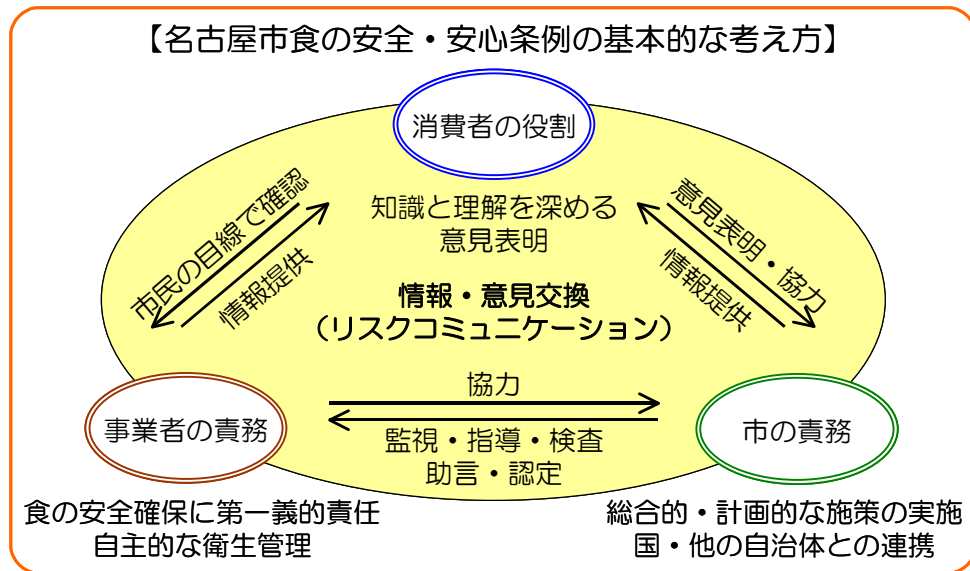 【名古屋市食の安全・安心条例の基本的な考え方】
消費者の役割
知識と理解を深める
意見表明
市民の目線で確認
情報提供
意見表明・協力
情報提供
情報・意見交換
（リスクコミュニケーション）
協力
監視・指導・検査
助言・認定
事業者の責務
食の安全確保に第一義的責任
自主的な衛生管理
市の責務
総合的・計画的な施策の実施
国・他の自治体との連携